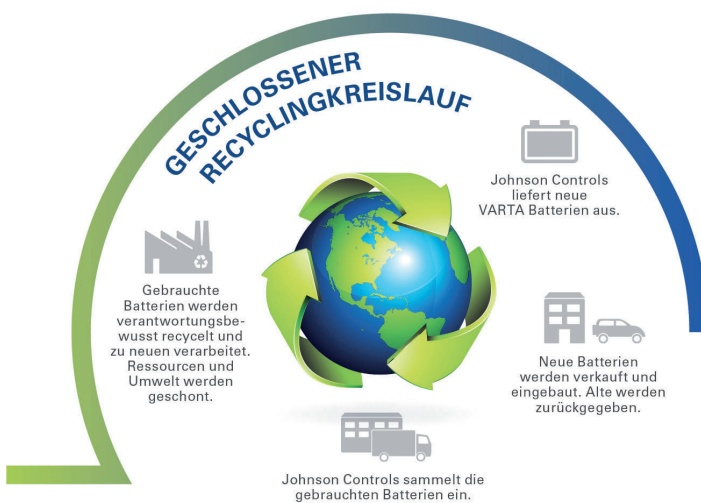 GESCHLOSSENER
RECYCLINGKREISLAUF
Johnson Controls
liefert neue
VARTA Batterien aus.
Neue Batterien
werden verkauft und
eingebaut. Alte werden
zurückgegeben.
Johnson Controls sammelt die
gebrauchten Batterien ein.
Gebrauchte
Batterien werden
verantwortungsbe-
wusst recycelt und
zu neuen verarbeitet.
Ressourcen und
Umwelt werden
geschont.